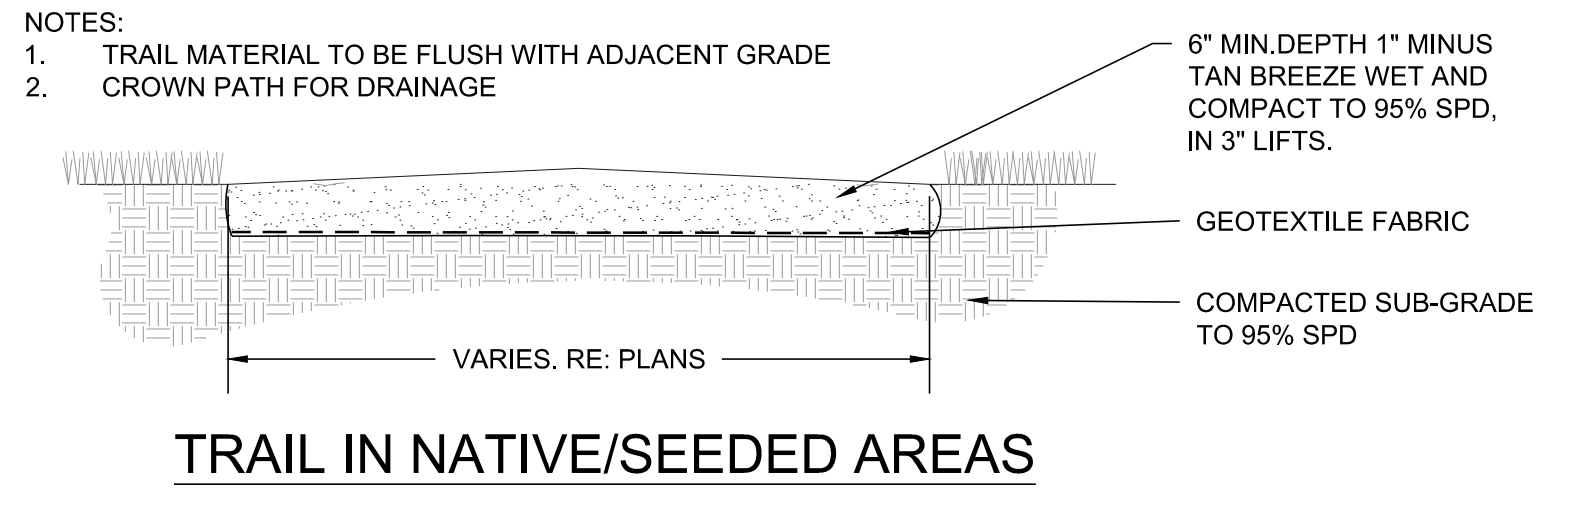 NOTES:
1. TRAIL MATERIAL TO BE FLUSH WITH ADJACENT GRADE
2. CROWN PATH FOR DRAINAGE
6" MIN.DEPTH 1" MINUS
TAN BREEZE WET AND
COMPACT TO 95% SPD,
IN 3" LIFTS.
GEOTEXTILE FABRIC
COMPACTED SUB-GRADE
TO 95% SPD
VARIES. RE: PLANS
TRAIL IN NATIVE/SEEDED AREAS